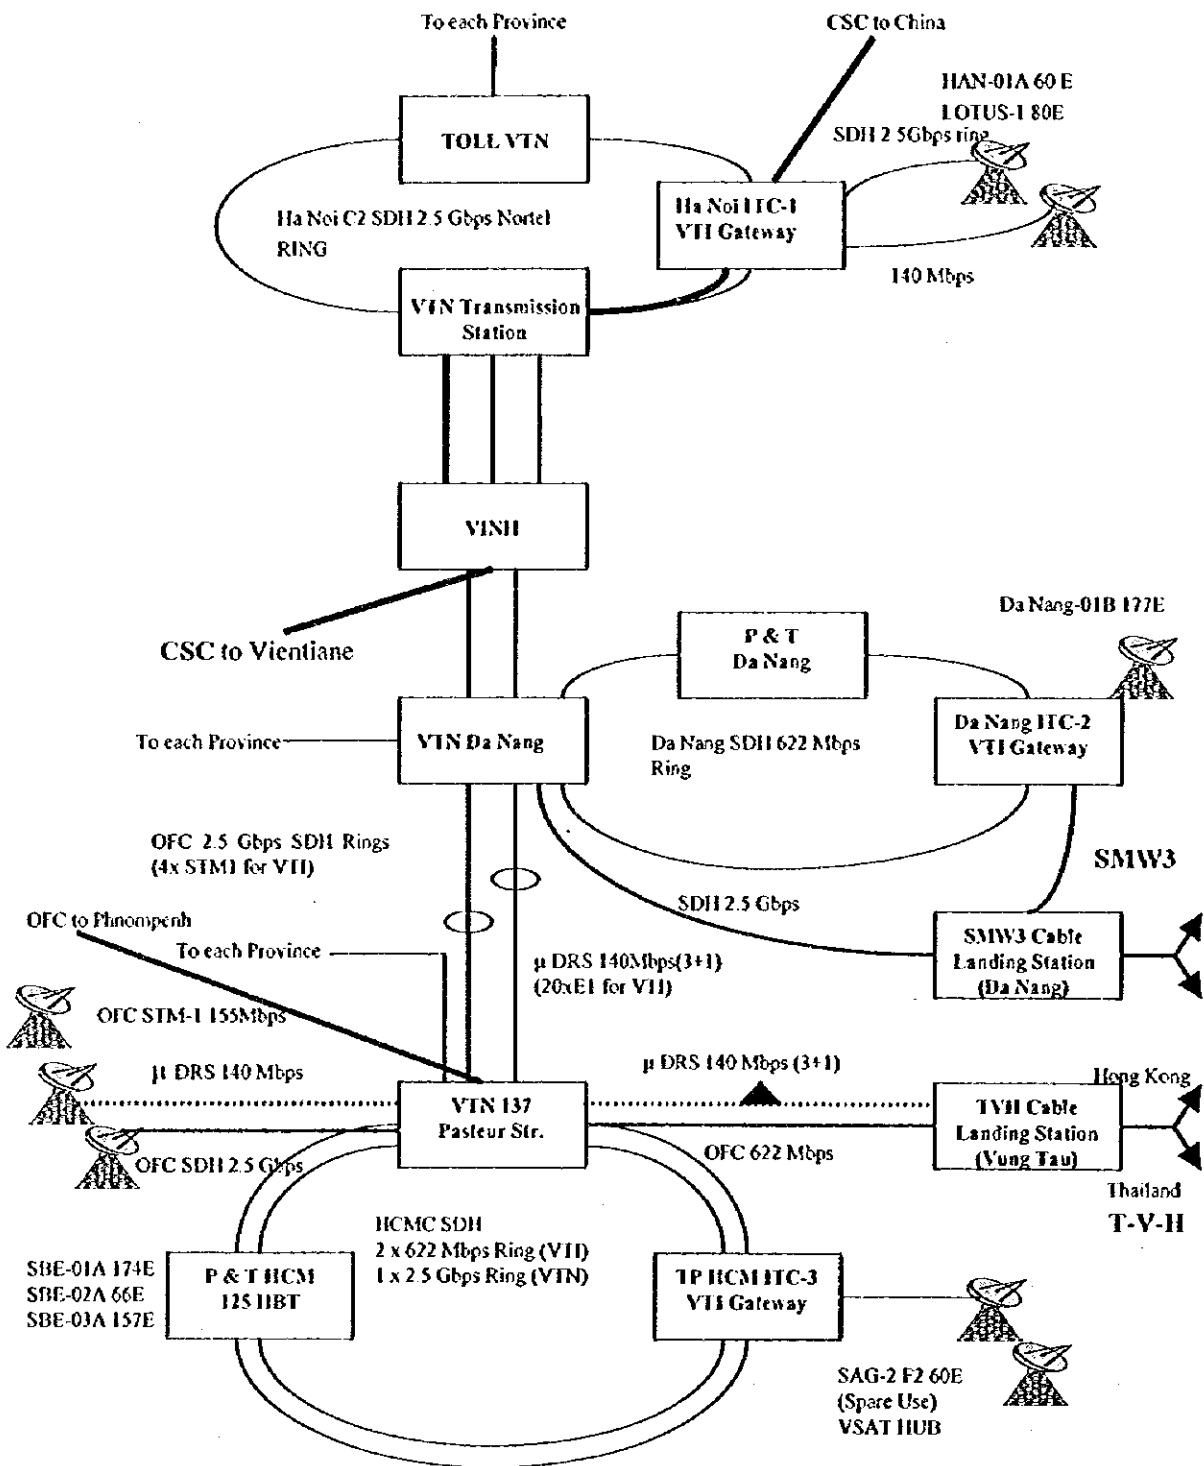 To each Province
CSC to China
HAN-01A 60 E
LOTUS-1 80E
SDH 2 5Gbps ring
TOLL VTN
Ha Noi ITC-1
VTI Gateway
Ha Noi C2 SDH 2.5 Gbps Nortel
RING
140 Mbps
VTN Transmission
Station
VINH
CSC to Vientiane
P & T
Da Nang
Da Nang-01B 177E
To each Province
VTN Da Nang
Da Nang SDH 622 Mbps
Ring
Da Nang ITC-2
VTI Gateway
OFC 2.5 Gbps SDH Rings
(4x STM1 for VTI)
SMW3
SDH 2.5 Gbps
OFC to Phnompenh
To each Province
µ DRS 140Mbps(3+1)
(20xE1 for VTI)
SMW3 Cable
Landing Station
(Da Nang)
OFC STM-1 155Mbps
µ DRS 140 Mbps
µ DRS 140 Mbps (3+1)
Hong Kong
VTN 137
Pasteur Str.
TVH Cable
Landing Station
(Vung Tau)
OFC SDH 2.5 Gbps
OFC 622 Mbps
Thailand
T-V-H
HCMC SDH
2 x 622 Mbps Ring (VTI)
1 x 2.5 Gbps Ring (VTN)
SBE-01A 174E
SBE-02A 66E
SBE-03A 157E
P & T HCM
125 HBT
TP HCM ITC-3
VTI Gateway
SAG-2 F2 60E
(Spare Use)
VSAT HUB